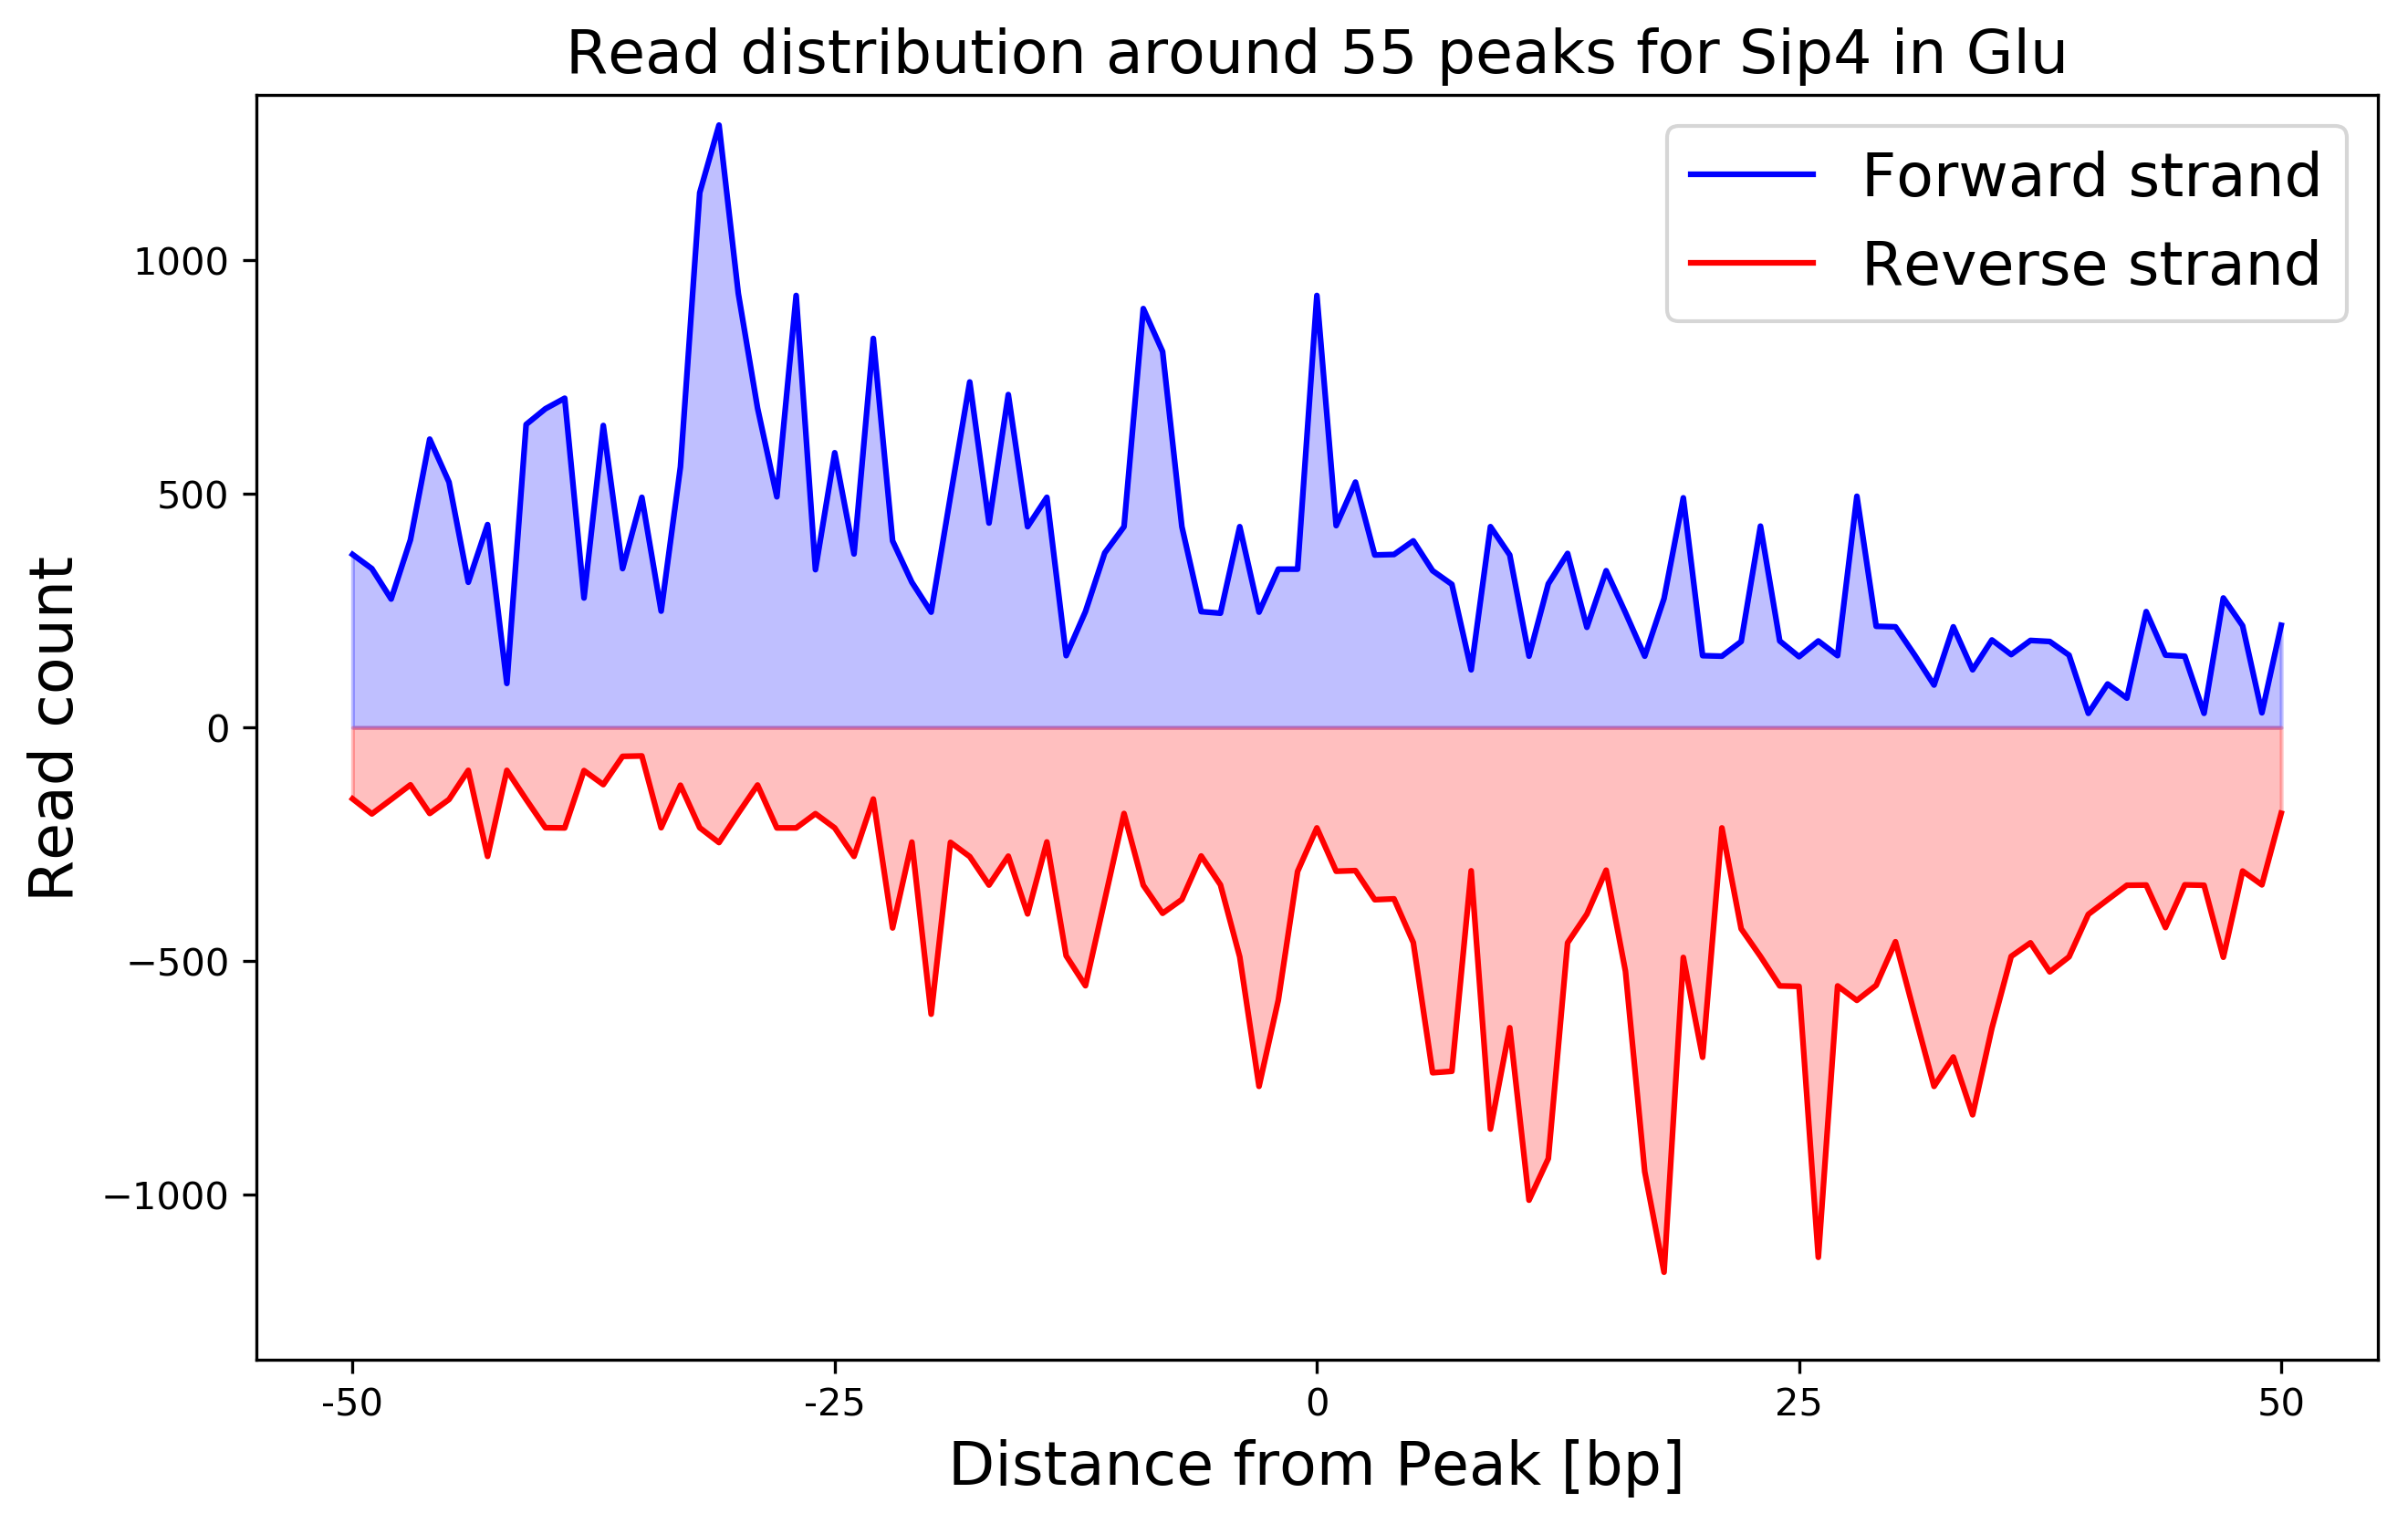 Read distribution around 55 peaks for Sip4 in Glu
Forward strand
Reverse strand
Read count
1000
500
0
−500
−1000
-50
-25
0
25
50
Distance from Peak [bp]